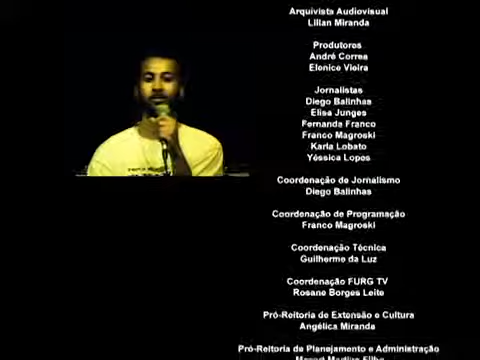 Arquivista Audiovisual
Lilian Miranda
Produtores
André Correa
Elenice Vieira
Jornalistas
Diego Balinhas
Elisa Junges
Fernanda Franco
Franco Magroski
Karla Lobato
Yéssica Lopes
Coordenação de Jornalismo
Diego Balinhas
Coordenação de Programação
Franco Magroski
Coordenação Técnica
Guilherme da Luz
Coordenação FURG TV
Rosane Borges Leite
Pró-Reitoria de Extensão e Cultura
Angélica Miranda
Pró-Reitoria de Planejamento e Administração